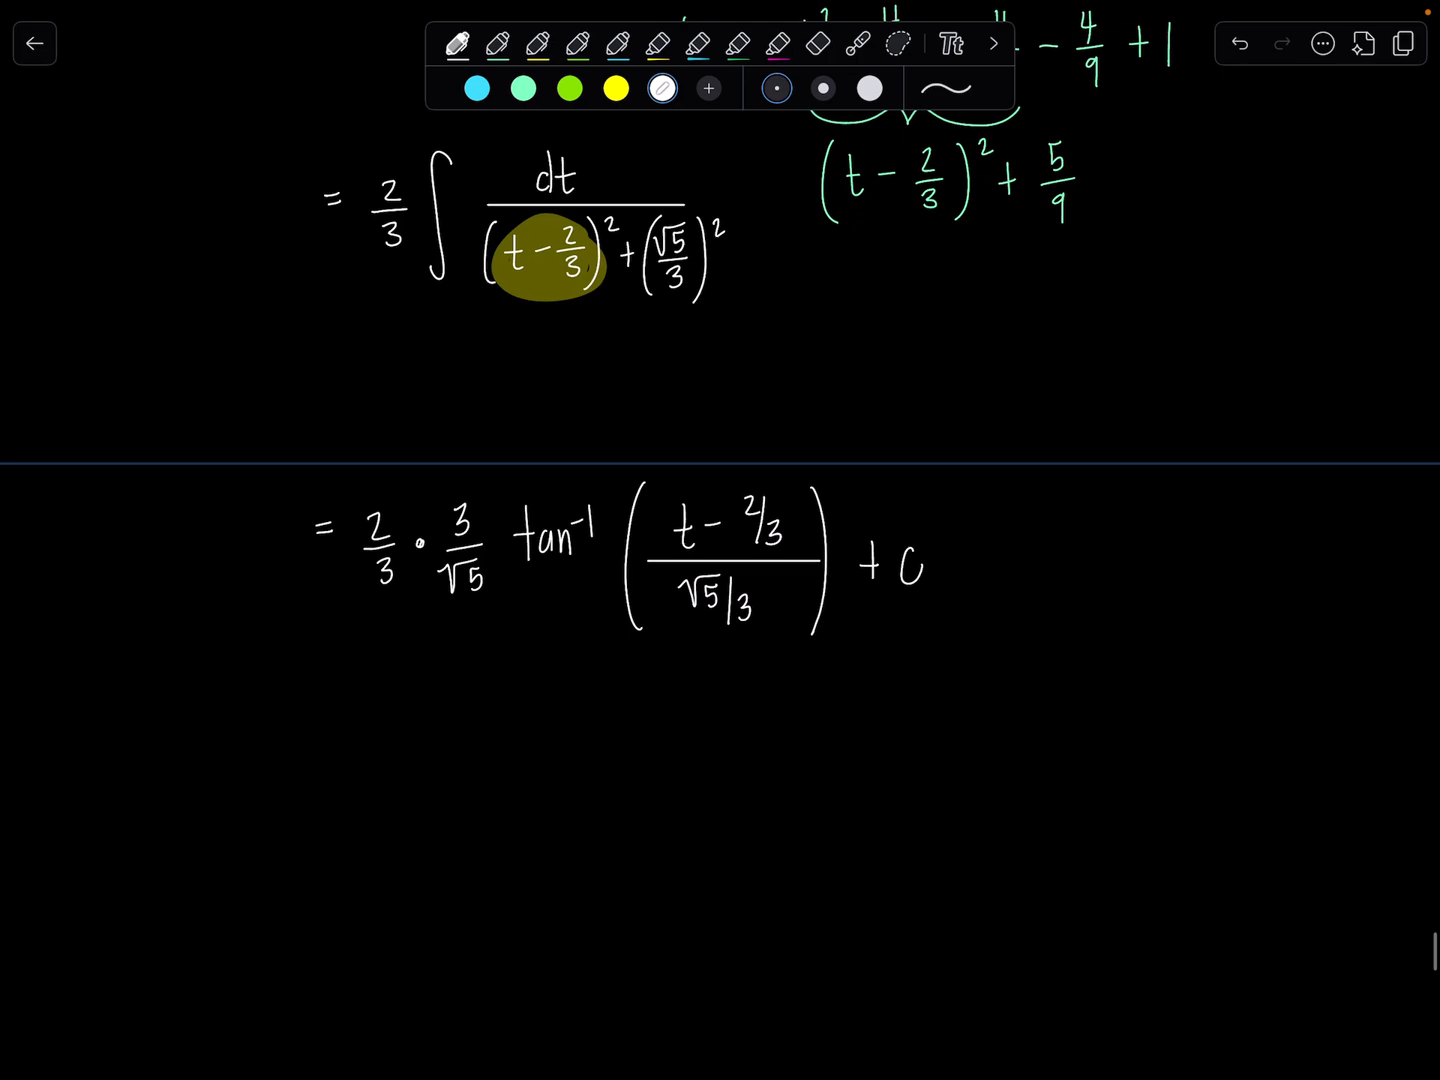 Tt
- 4/9 + 1
= 2/3 ∫ dt / ((t - 2/3)² + (√5/3)²)
(t - 2/3)² + 5/9
= 2/3 · 3/√5 tan⁻¹ ((t - 2/3) / (√5/3)) + c